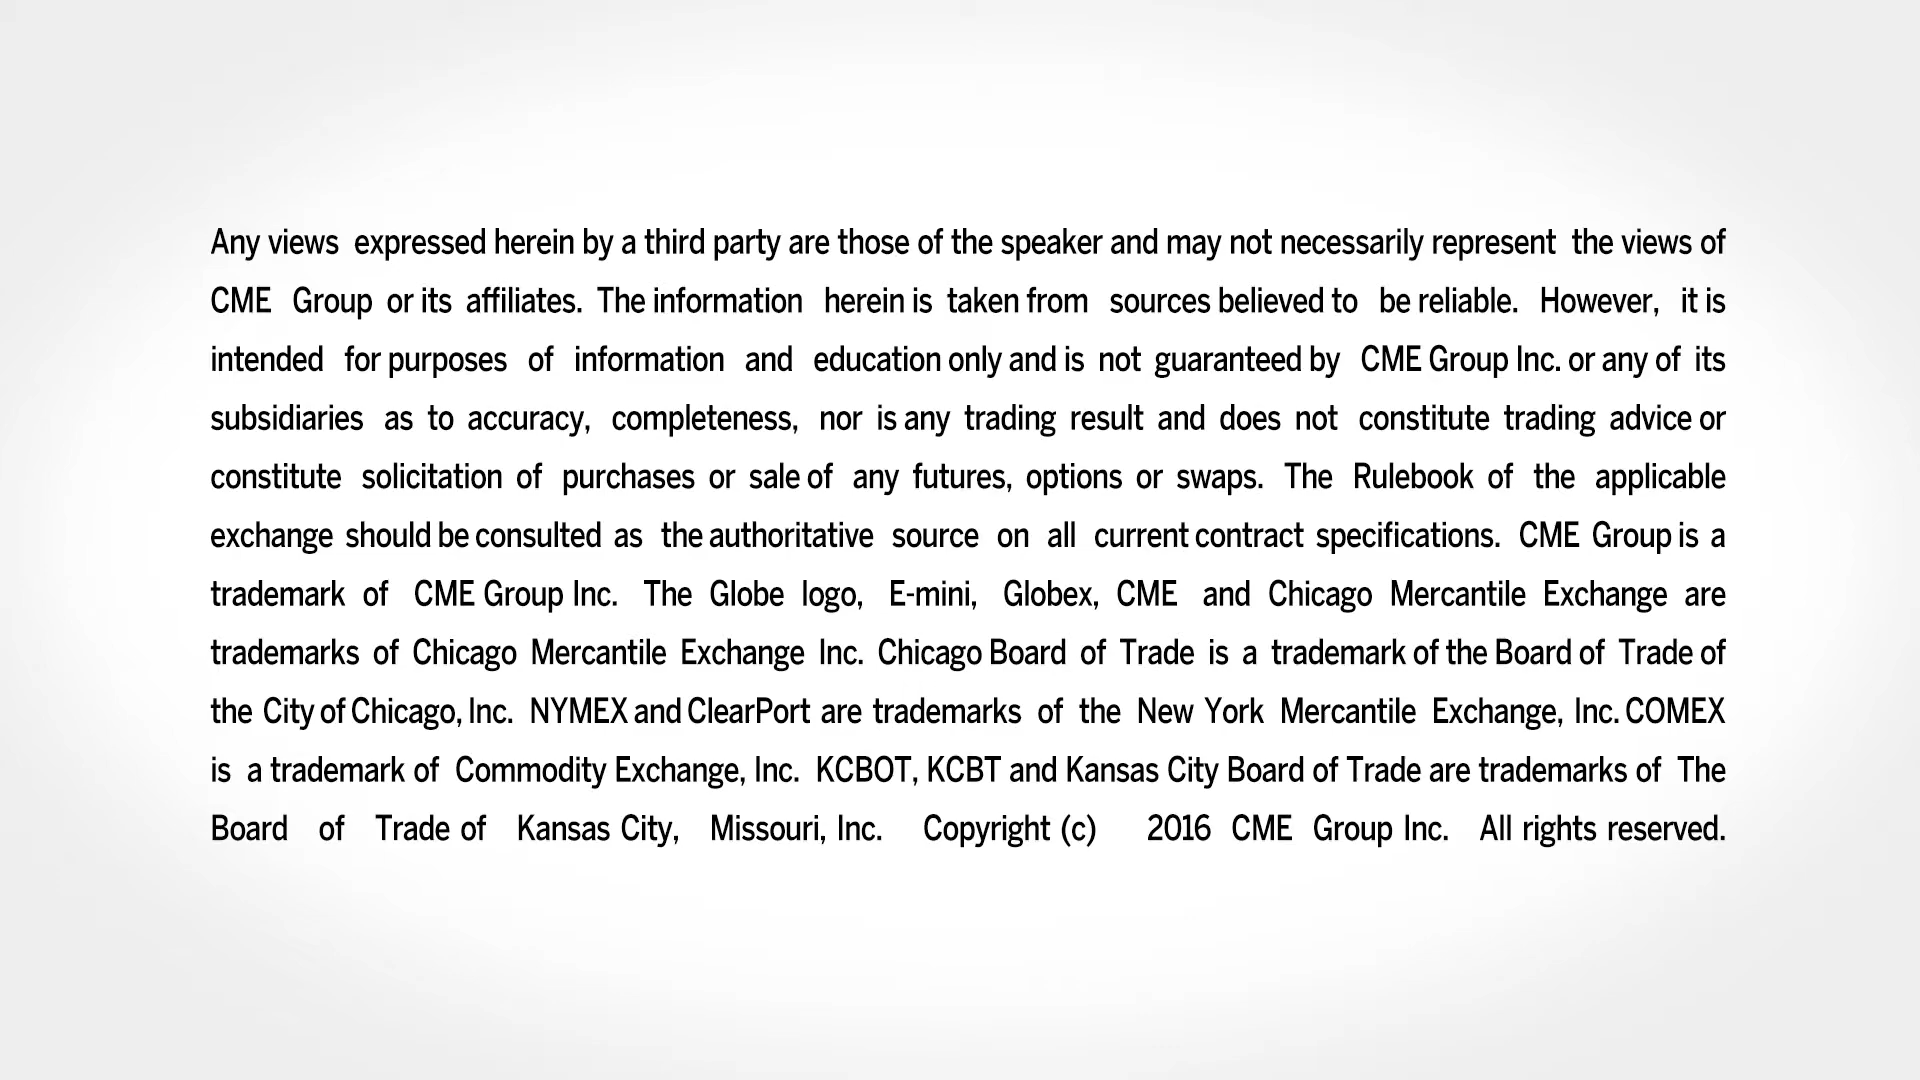 Any views expressed herein by a third party are those of the speaker and may not necessarily represent the views of
CME Group or its affiliates. The information herein is taken from sources believed to be reliable. However, it is
intended for purposes of information and education only and is not guaranteed by CME Group Inc. or any of its
subsidiaries as to accuracy, completeness, nor is any trading result and does not constitute trading advice or
constitute solicitation of purchases or sale of any futures, options or swaps. The Rulebook of the applicable
exchange should be consulted as the authoritative source on all current contract specifications. CME Group is a
trademark of CME Group Inc. The Globe logo, E-mini, Globex, CME and Chicago Mercantile Exchange are
trademarks of Chicago Mercantile Exchange Inc. Chicago Board of Trade is a trademark of the Board of Trade of
the City of Chicago, Inc. NYMEX and ClearPort are trademarks of the New York Mercantile Exchange, Inc. COMEX
is a trademark of Commodity Exchange, Inc. KCBOT, KCBT and Kansas City Board of Trade are trademarks of The
Board of Trade of Kansas City, Missouri, Inc. Copyright (c) 2016 CME Group Inc. All rights reserved.